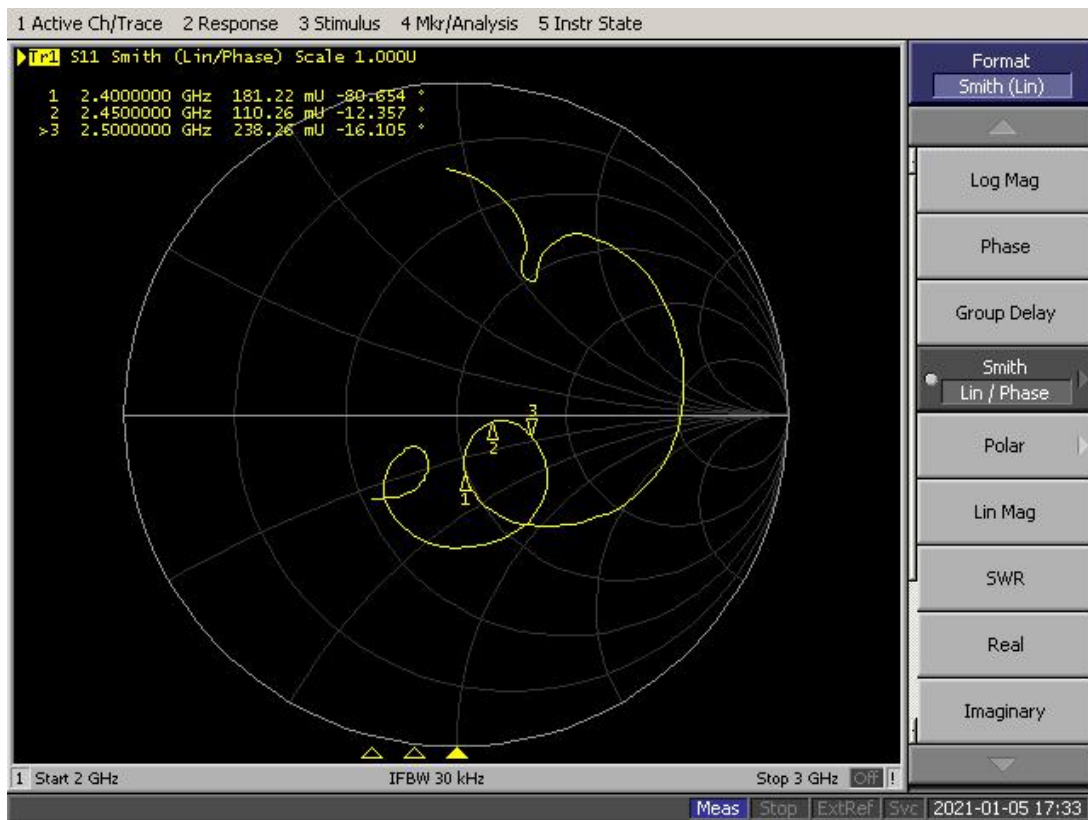 1 Active Ch/Trace 2 Response 3 Stimulus 4 Mkr/Analysis 5 Instr State
Tr1 S11 Smith (Lin/Phase) Scale 1.000U
1 2.4000000 GHz 181.22 mU -80.654 °
2 2.4500000 GHz 110.26 mU -12.357 °
>3 2.5000000 GHz 238.26 mU -16.105 °
3
2
1
Format
Smith (Lin)
Log Mag
Phase
Group Delay
Smith
Lin / Phase
Polar
Lin Mag
SWR
Real
Imaginary
1 Start 2 GHz IFBW 30 kHz Stop 3 GHz Off !
Meas Stop ExtRef Svc 2021-01-05 17:33